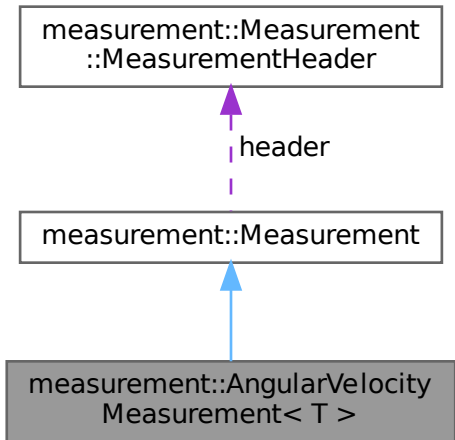 measurement::Measurement
::MeasurementHeader
header
measurement::Measurement
measurement::AngularVelocity
Measurement< T >